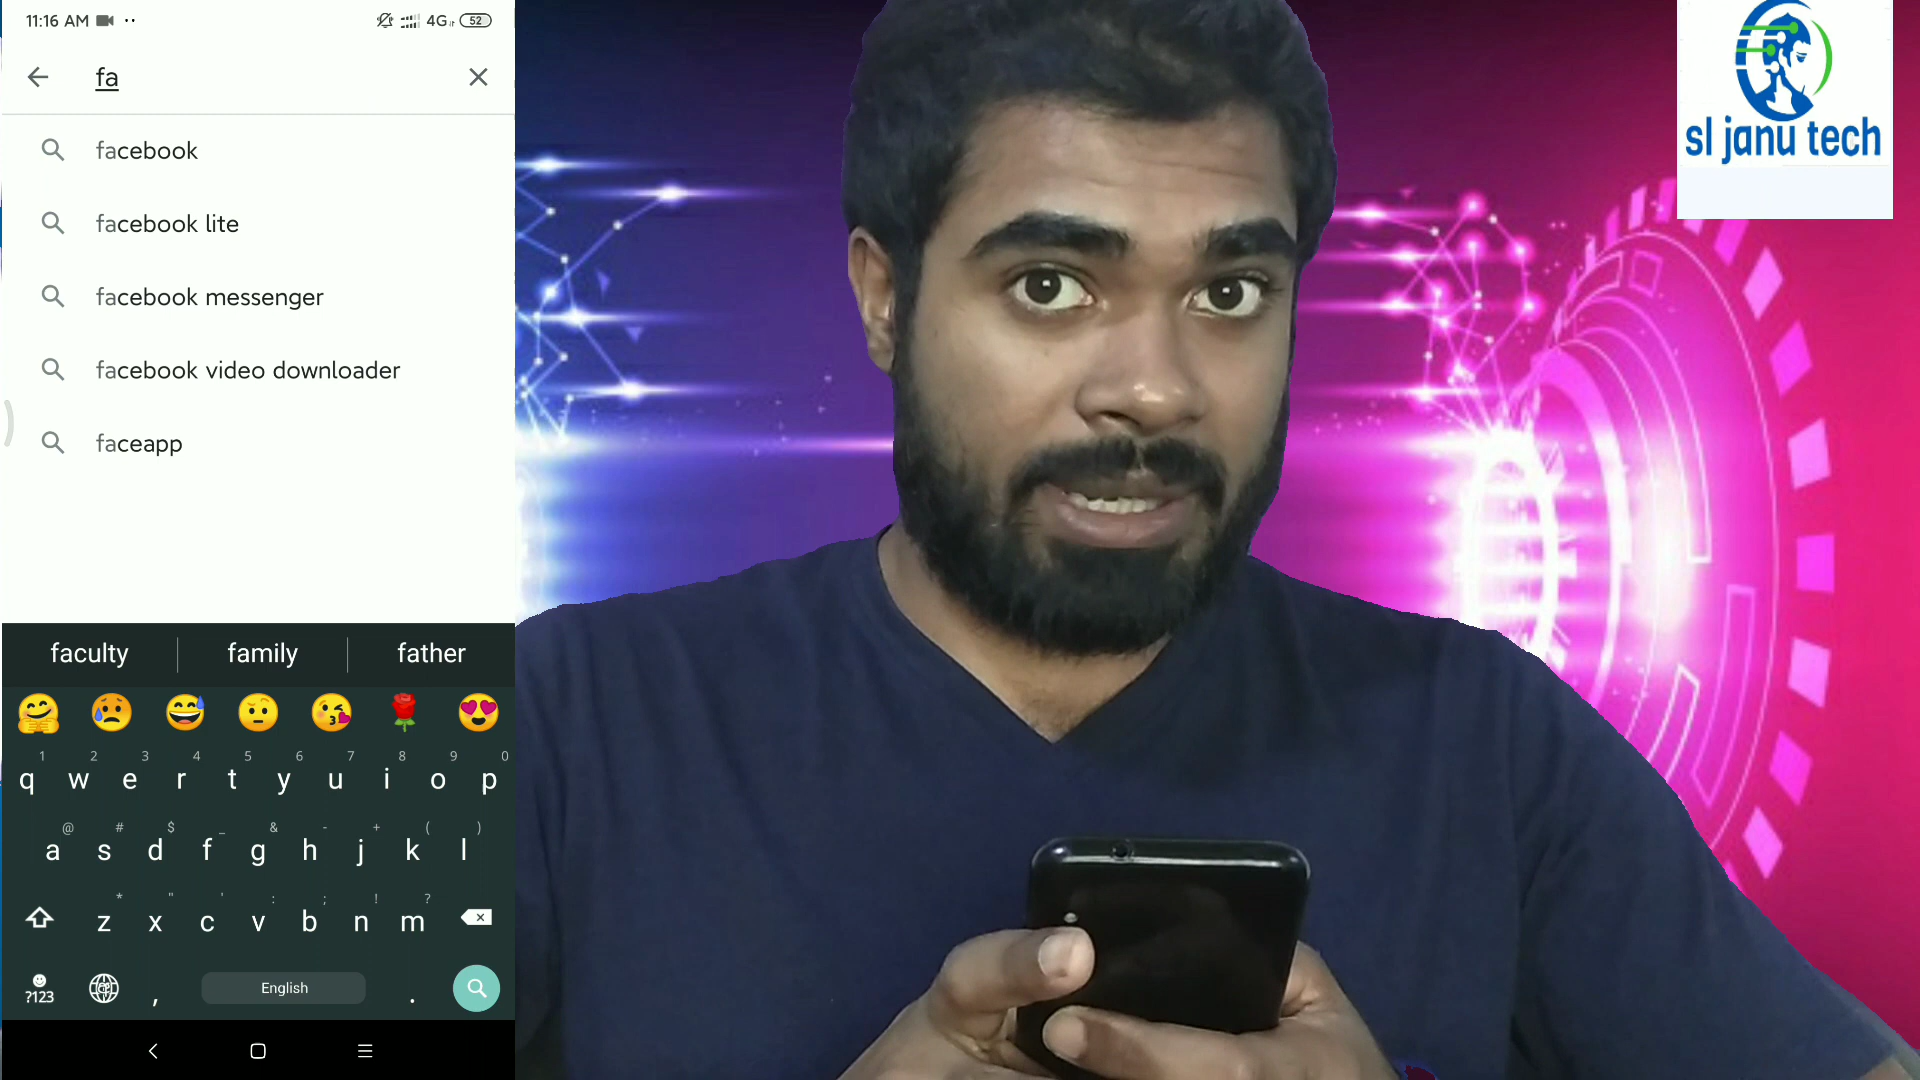 11:16 AM
4G
52
fa
facebook
facebook lite
facebook messenger
facebook video downloader
faceapp
faculty
family
father
1 2 3 4 5 6 7 8 9 0
q w e r t y u i o p
@ # $ _ & - + ( )
a s d f g h j k l
* " ' : ; ! ?
z x c v b n m
?123
,
English
.
sl janu tech